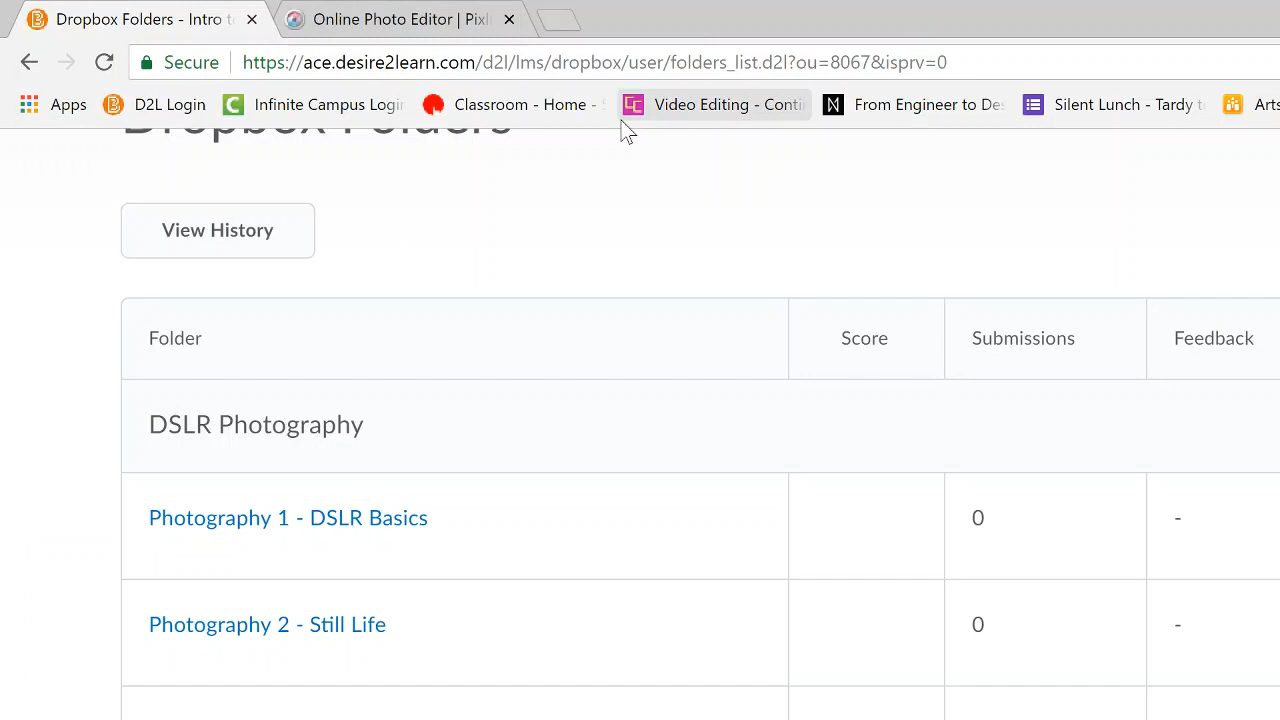 Dropbox Folders - Intro t
Online Photo Editor | Pixl
Secure
https://ace.desire2learn.com/d2l/lms/dropbox/user/folders_list.d2l?ou=8067&isprv=0
Apps
D2L Login
Infinite Campus Logi
Classroom - Home -
Video Editing - Conti
From Engineer to De
Silent Lunch - Tardy t
Arts
Dropbox Folders
View History
Folder
Score
Submissions
Feedback
DSLR Photography
Photography 1 - DSLR Basics
0
-
Photography 2 - Still Life
0
-